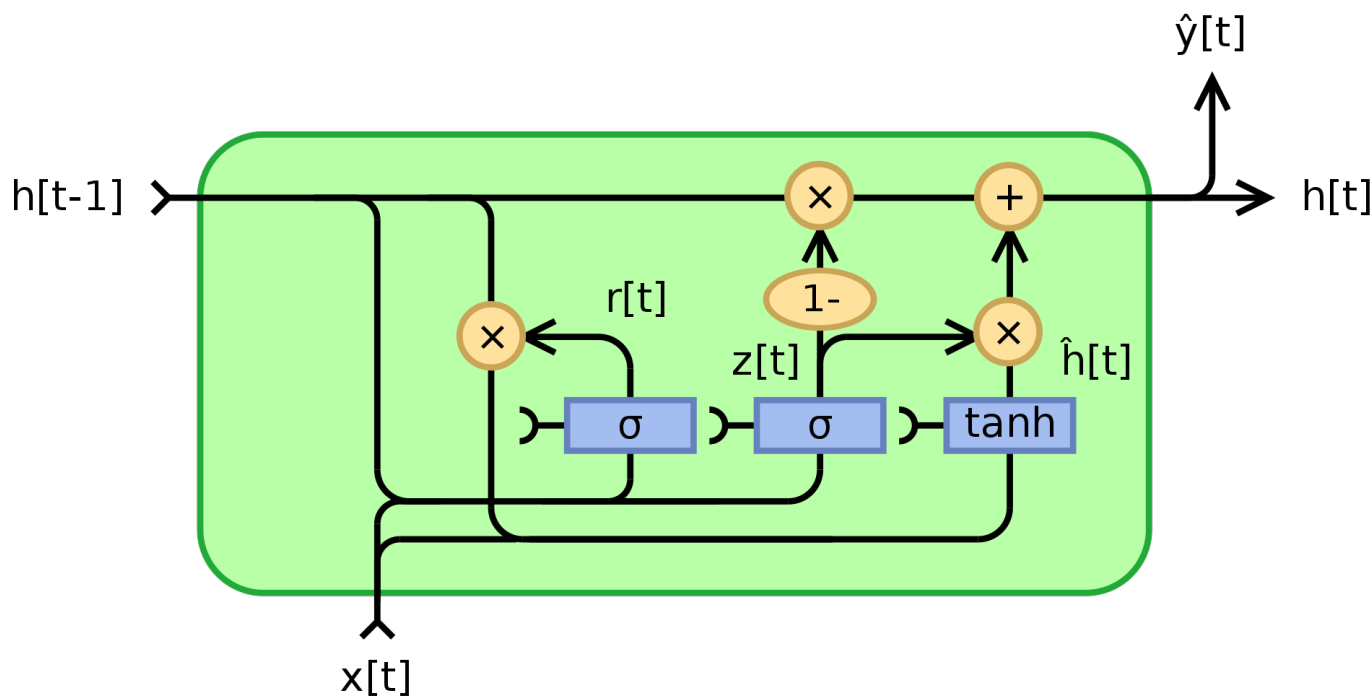 ŷ[t]
h[t-1]
×
+
h[t]
r[t]
1-
×
z[t]
×
ĥ[t]
σ
σ
tanh
x[t]